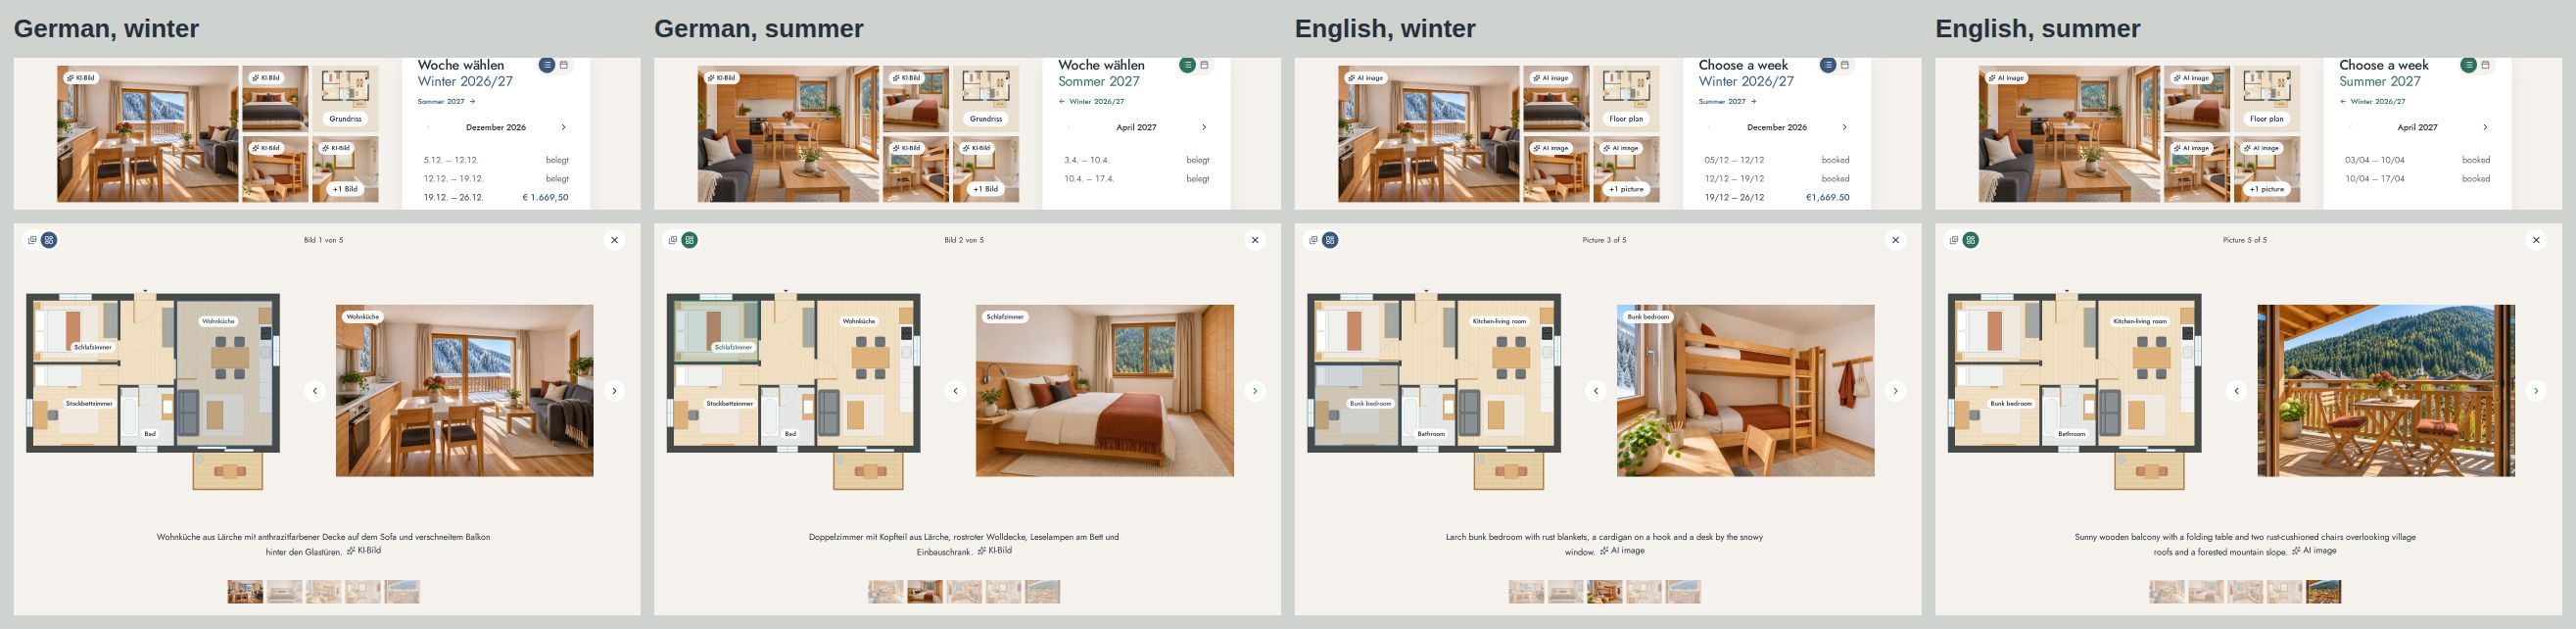 German, winter
KI-Bild
KI-Bild
Grundriss
KI-Bild
KI-Bild
+1 Bild
Woche wählen
Winter 2026/27
Sommer 2027 →
Dezember 2026
5.12. – 12.12. belegt
12.12. – 19.12. belegt
19.12. – 26.12. € 1.669,50
Bild 1 von 5
Wohnküche
Schlafzimmer
Stockbettzimmer
Bad
Wohnküche
Wohnküche aus Lärche mit anthrazitfarbener Decke auf dem Sofa und verschneitem Balkon
hinter den Glastüren. KI-Bild
German, summer
KI-Bild
KI-Bild
Grundriss
KI-Bild
KI-Bild
+1 Bild
Woche wählen
Sommer 2027
← Winter 2026/27
April 2027
3.4. – 10.4. belegt
10.4. – 17.4. belegt
Bild 2 von 5
Wohnküche
Schlafzimmer
Stockbettzimmer
Bad
Schlafzimmer
Doppelzimmer mit Kopfteil aus Lärche, rostroter Wolldecke, Leselampen am Bett und
Einbauschrank. KI-Bild
English, winter
AI image
AI image
Floor plan
AI image
AI image
+1 picture
Choose a week
Winter 2026/27
Summer 2027 →
December 2026
05/12 – 12/12 booked
12/12 – 19/12 booked
19/12 – 26/12 €1,669.50
Picture 3 of 5
Kitchen-living room
Bunk bedroom
Bathroom
Bunk bedroom
Larch bunk bedroom with rust blankets, a cardigan on a hook and a desk by the snowy
window. AI image
English, summer
AI image
AI image
Floor plan
AI image
AI image
+1 picture
Choose a week
Summer 2027
← Winter 2026/27
April 2027
03/04 – 10/04 booked
10/04 – 17/04 booked
Picture 5 of 5
Kitchen-living room
Bunk bedroom
Bathroom
Sunny wooden balcony with a folding table and two rust-cushioned chairs overlooking village
roofs and a forested mountain slope. AI image